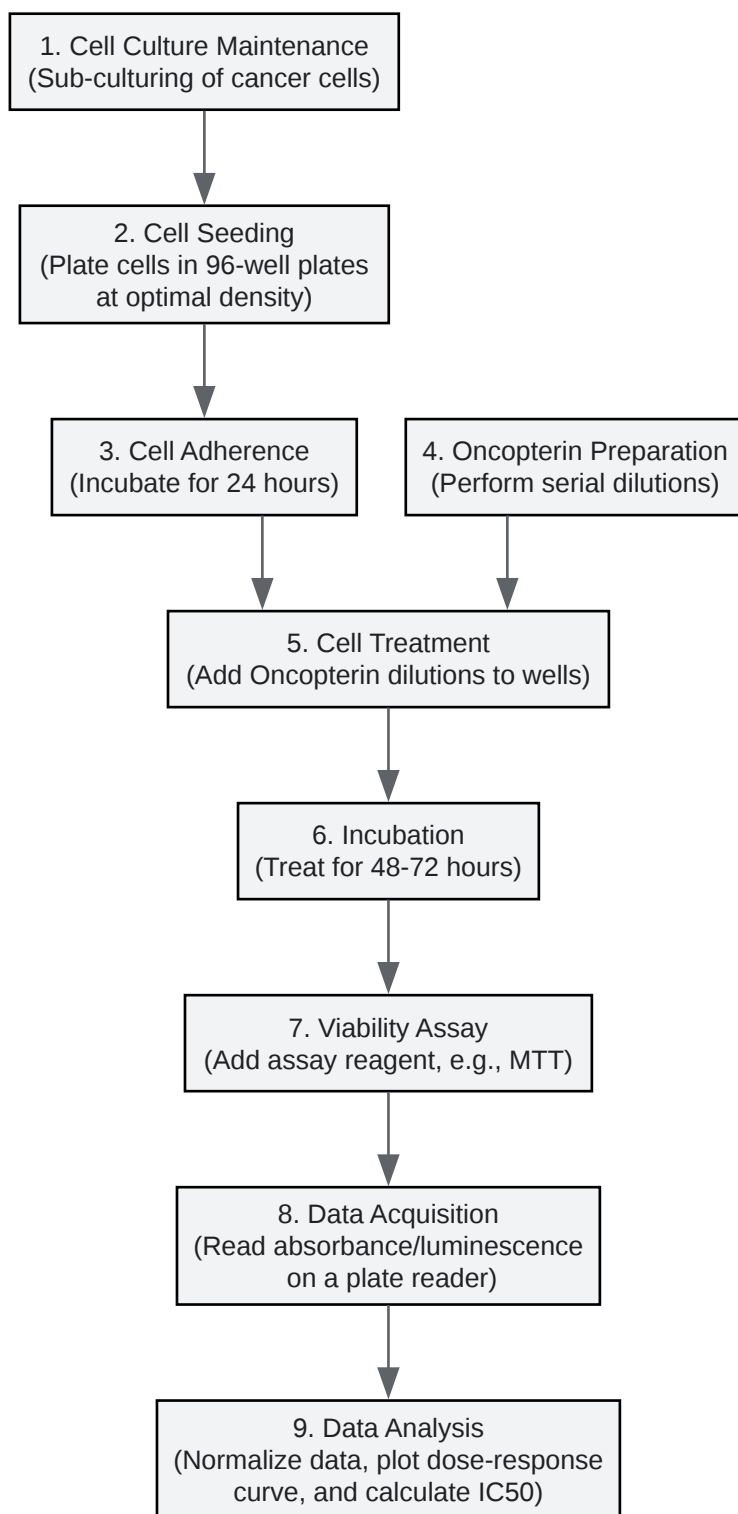 1. Cell Culture Maintenance
(Sub-culturing of cancer cells)
2. Cell Seeding
(Plate cells in 96-well plates
at optimal density)
3. Cell Adherence
(Incubate for 24 hours)
4. Oncopterin Preparation
(Perform serial dilutions)
5. Cell Treatment
(Add Oncopterin dilutions to wells)
6. Incubation
(Treat for 48-72 hours)
7. Viability Assay
(Add assay reagent, e.g., MTT)
8. Data Acquisition
(Read absorbance/luminescence
on a plate reader)
9. Data Analysis
(Normalize data, plot dose-response
curve, and calculate IC50)